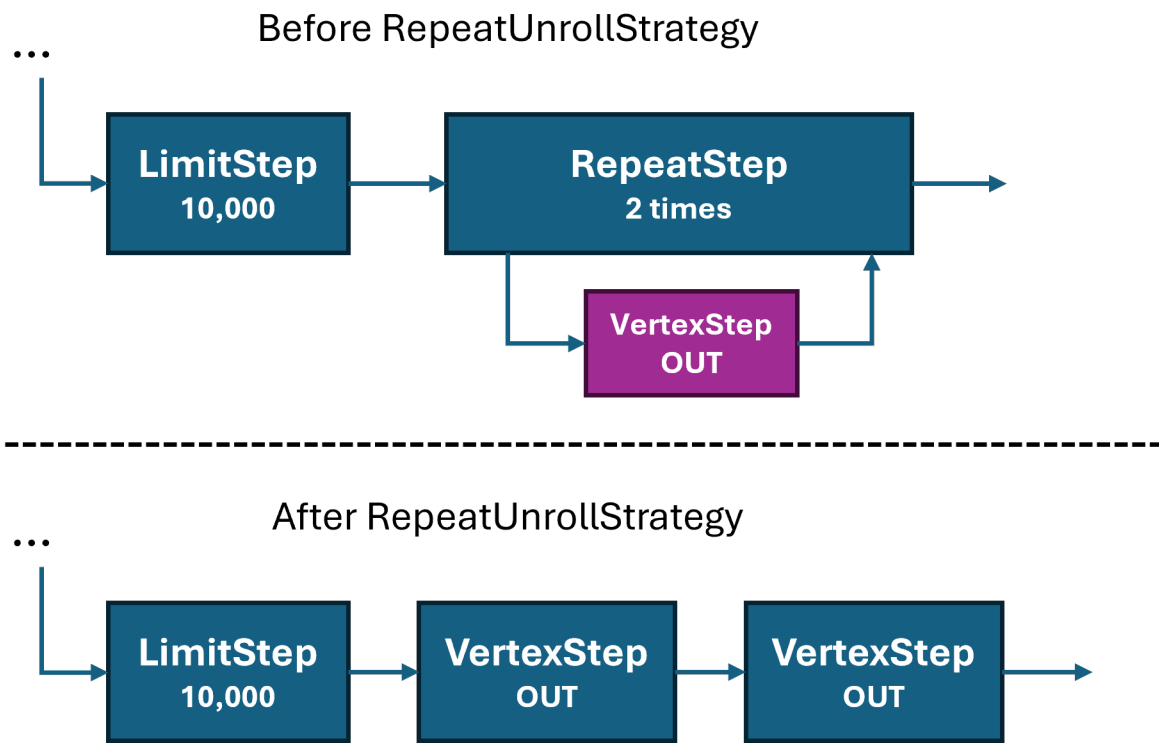 Before RepeatUnrollStrategy
...
LimitStep
10,000
RepeatStep
2 times
VertexStep
OUT
After RepeatUnrollStrategy
...
LimitStep
10,000
VertexStep
OUT
VertexStep
OUT